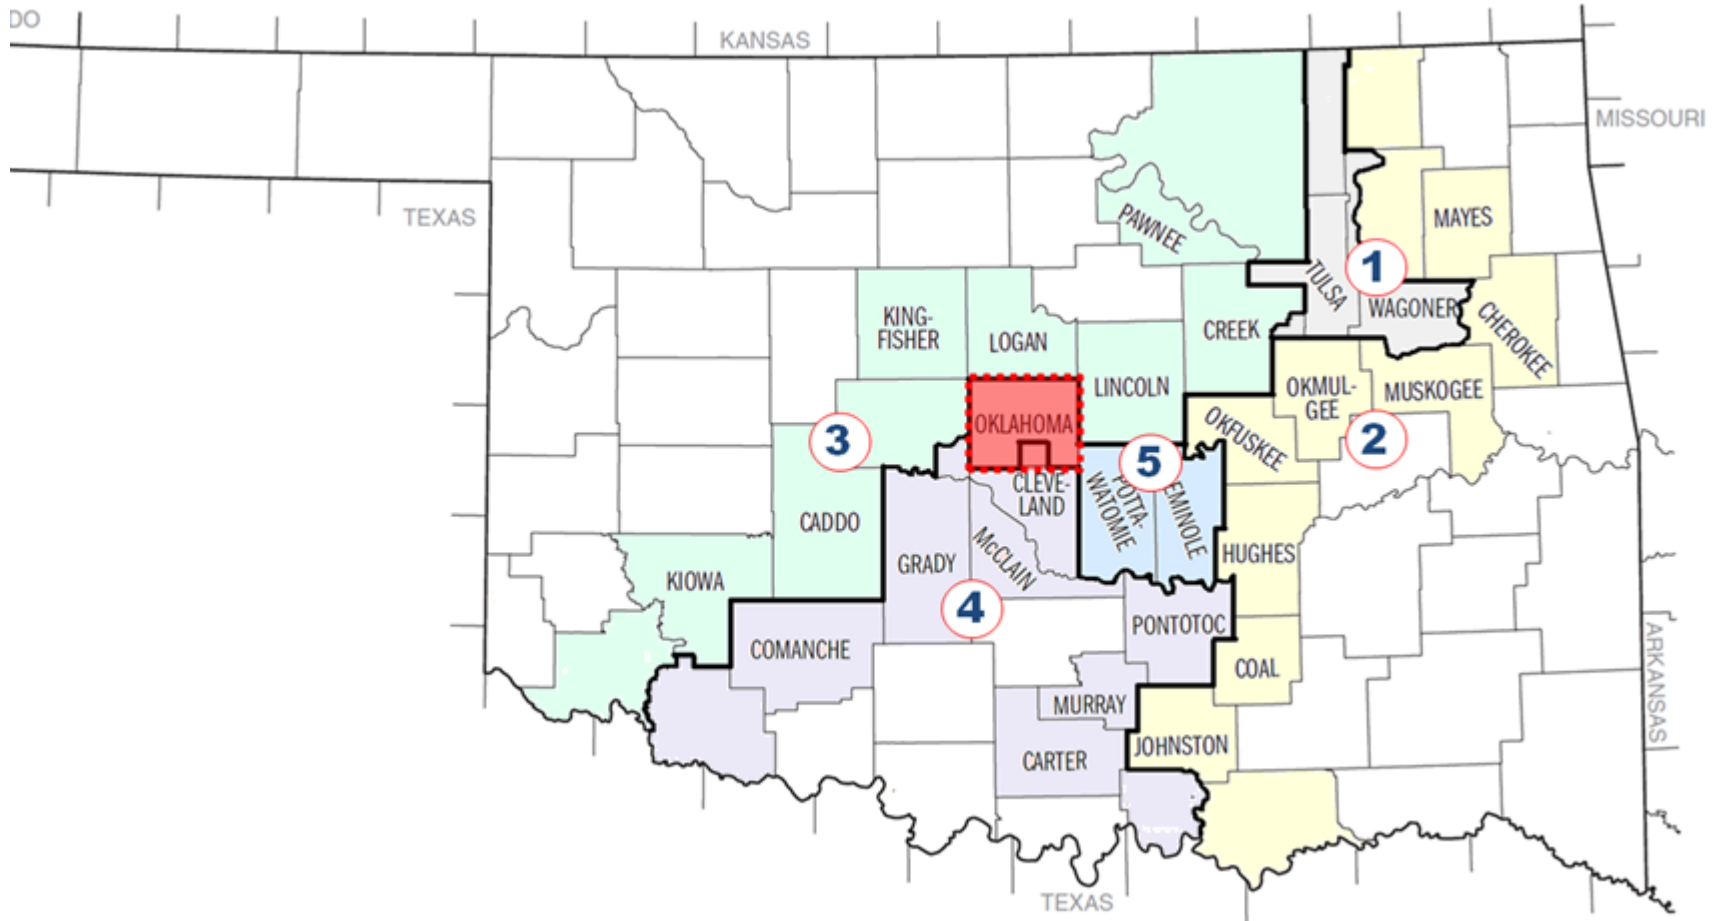 DO
KANSAS
MISSOURI
TEXAS
PAWNEE
MAYES
1
TULSA
WAGONER
KING-
FISHER
LOGAN
CREEK
CHEROKEE
LINCOLN
OKMUL-
GEE
MUSKOGEE
OKLAHOMA
OKFUSKEE
3
5
2
CLEVE-
LAND
POTTA-
WATOMIE
EMINOLE
CADDO
GRADY
McCLAIN
HUGHES
KIOWA
4
PONTOTOC
COMANCHE
COAL
ARKANSAS
MURRAY
JOHNSTON
CARTER
TEXAS